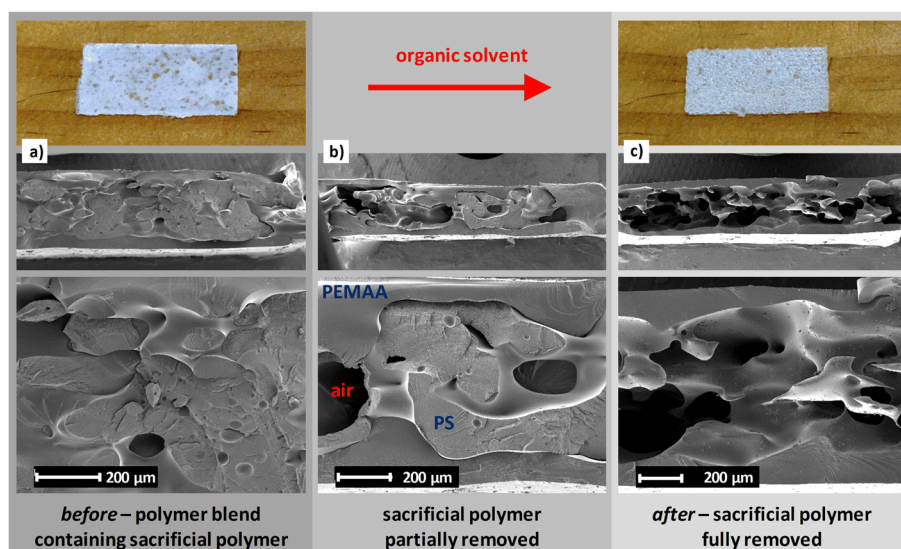 organic solvent
a)
b)
c)
PEMAA
air
PS
200 µm
200 µm
200 µm
before – polymer blend
containing sacrificial polymer
sacrificial polymer
partially removed
after – sacrificial polymer
fully removed